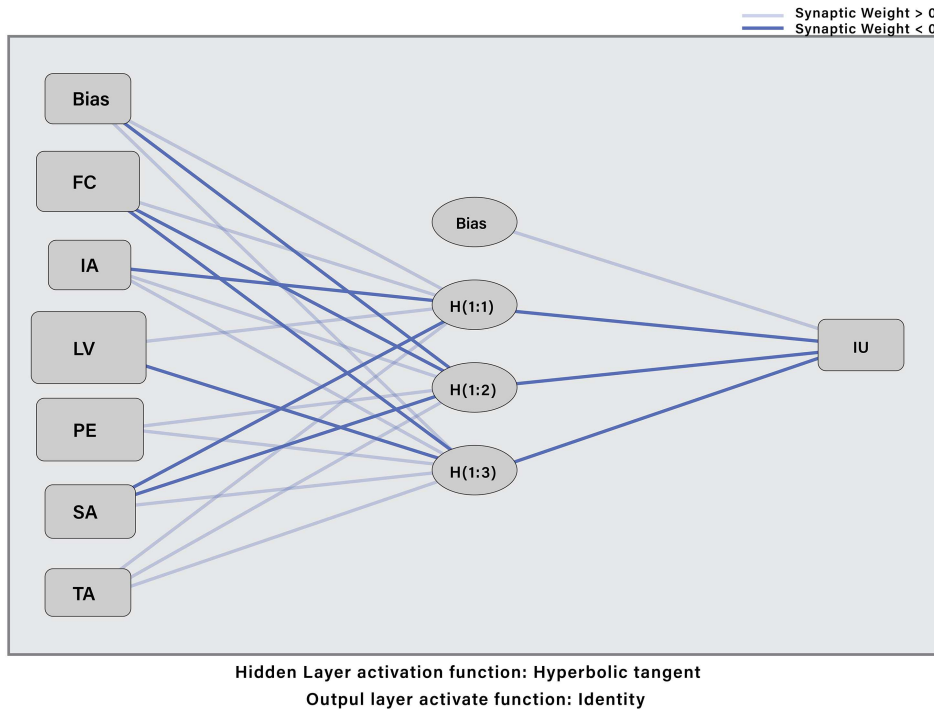 Synaptic Weight > 0
Synaptic Weight < 0
Bias
FC
IA
LV
PE
SA
TA
Bias
H(1:1)
H(1:2)
H(1:3)
IU
Hidden Layer activation function: Hyperbolic tangent
Outpul layer activate function: Identity